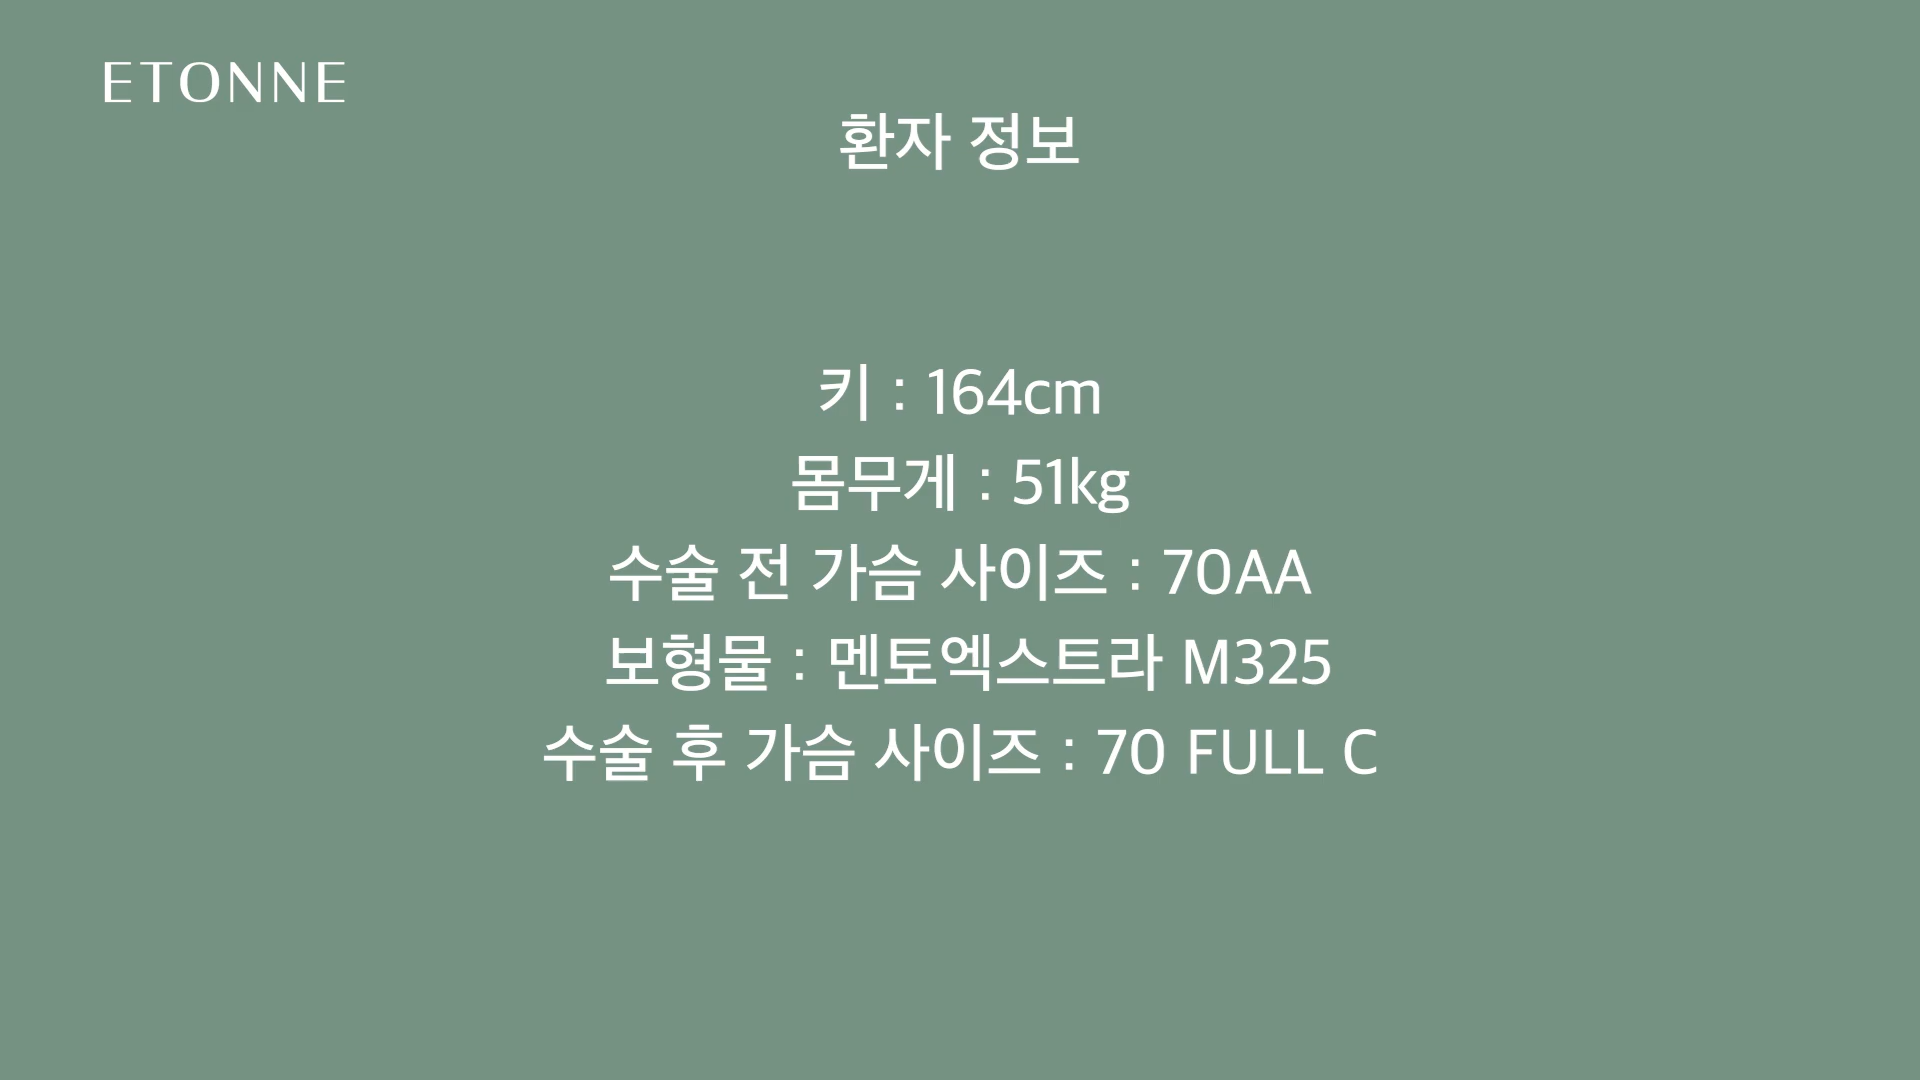 ETONNE
환자 정보
키 : 164cm
몸무게 : 51kg
수술 전 가슴 사이즈 : 70AA
보형물 : 멘토엑스트라 M325
수술 후 가슴 사이즈 : 70 FULL C